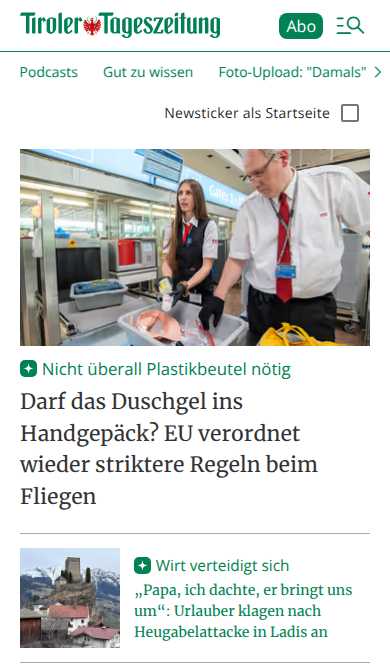 Tiroler Tageszeitung
Abo
Podcasts Gut zu wissen Foto-Upload: "Damals"
Newsticker als Startseite
Nicht überall Plastikbeutel nötig
Darf das Duschgel ins
Handgepäck? EU verordnet
wieder striktere Regeln beim
Fliegen
Wirt verteidigt sich
„Papa, ich dachte, er bringt uns
um“: Urlauber klagen nach
Heugabelattacke in Ladis an